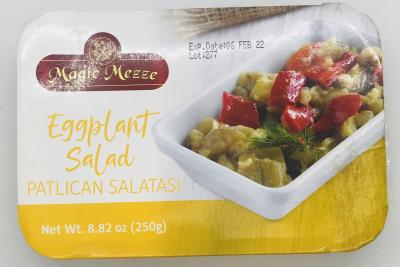 Magic Mezze
Exp.Date:06 FEB 22
Lot:277
Eggplant
Salad
PATLICAN SALATASI
Net Wt. 8.82 oz (250g)